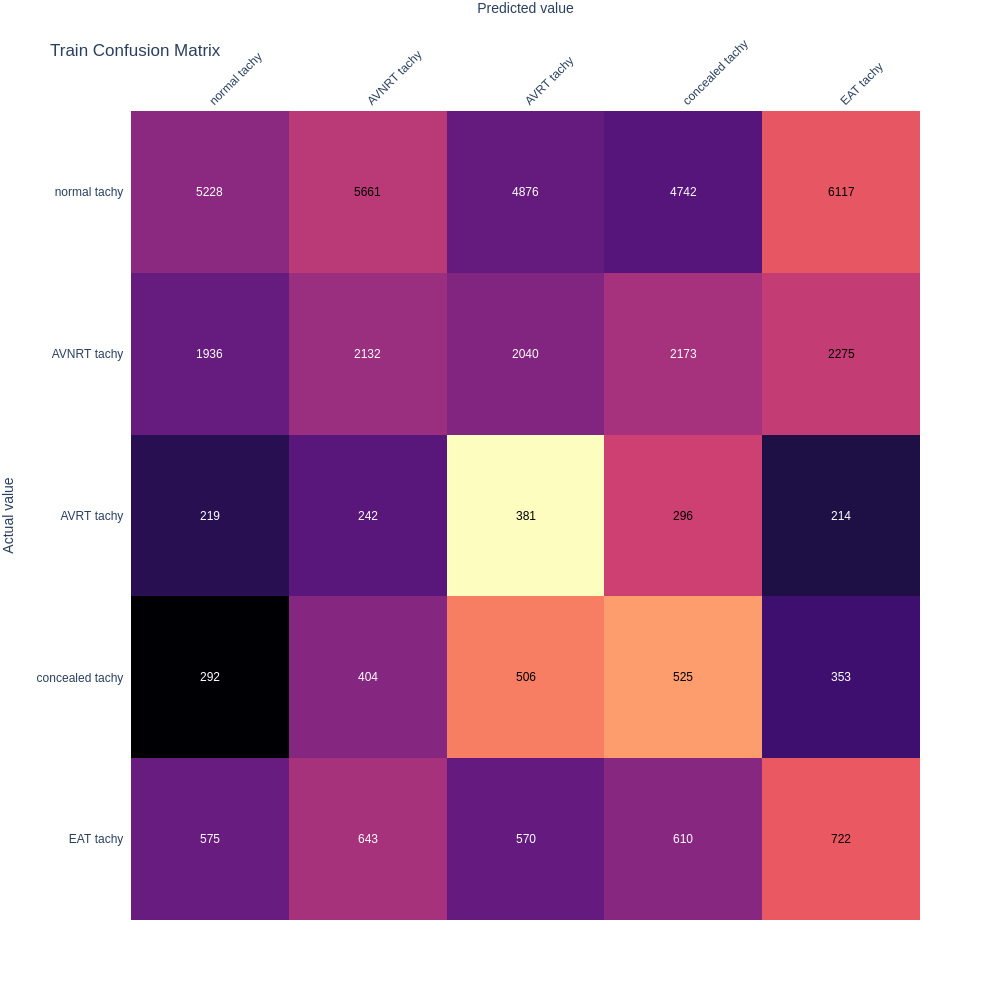 Predicted value
Train Confusion Matrix
normal tachy
AVNRT tachy
AVRT tachy
concealed tachy
EAT tachy
Actual value
normal tachy 5228 5661 4876 4742 6117
AVNRT tachy 1936 2132 2040 2173 2275
AVRT tachy 219 242 381 296 214
concealed tachy 292 404 506 525 353
EAT tachy 575 643 570 610 722